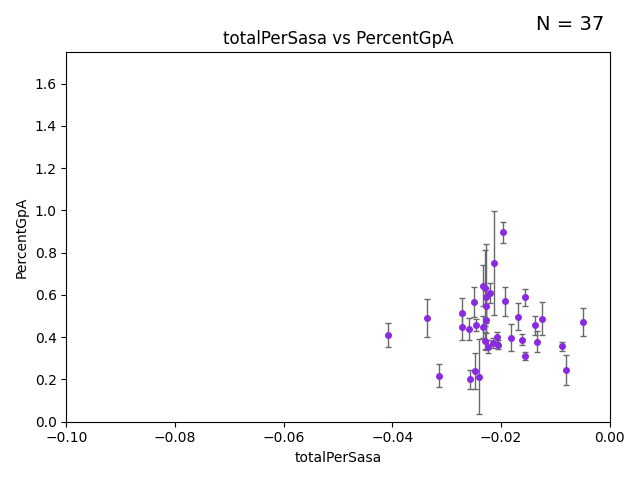 N = 37
totalPerSasa vs PercentGpA
PercentGpA
1.6
1.4
1.2
1.0
0.8
0.6
0.4
0.2
0.0
−0.10 −0.08 −0.06 −0.04 −0.02 0.00
totalPerSasa